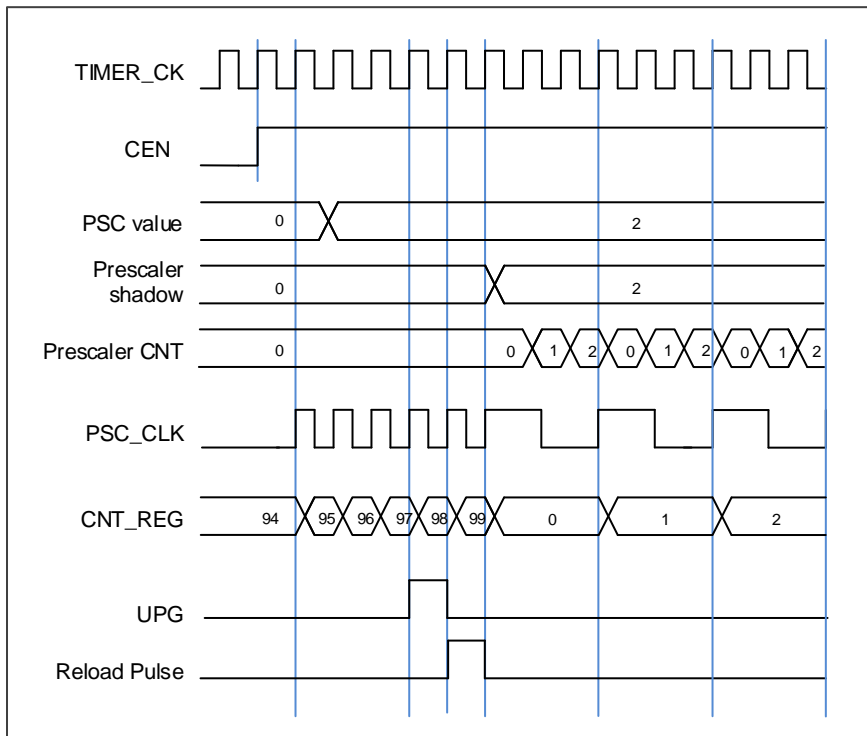 TIMER_CK
CEN
PSC value 0 2
Prescaler
shadow 0 2
Prescaler CNT 0 0 1 2 0 1 2 0 1 2
PSC_CLK
CNT_REG 94 95 96 97 98 99 0 1 2
UPG
Reload Pulse